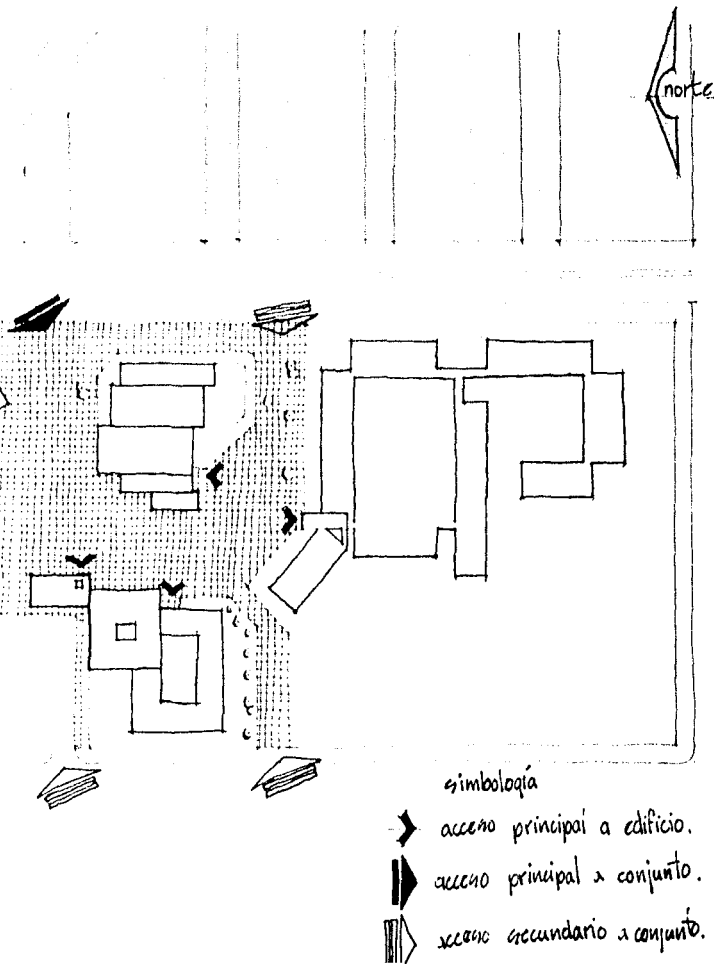 norte
simbología
acceso principal a edificio.
acceso principal a conjunto.
acceso secundario a conjunto.